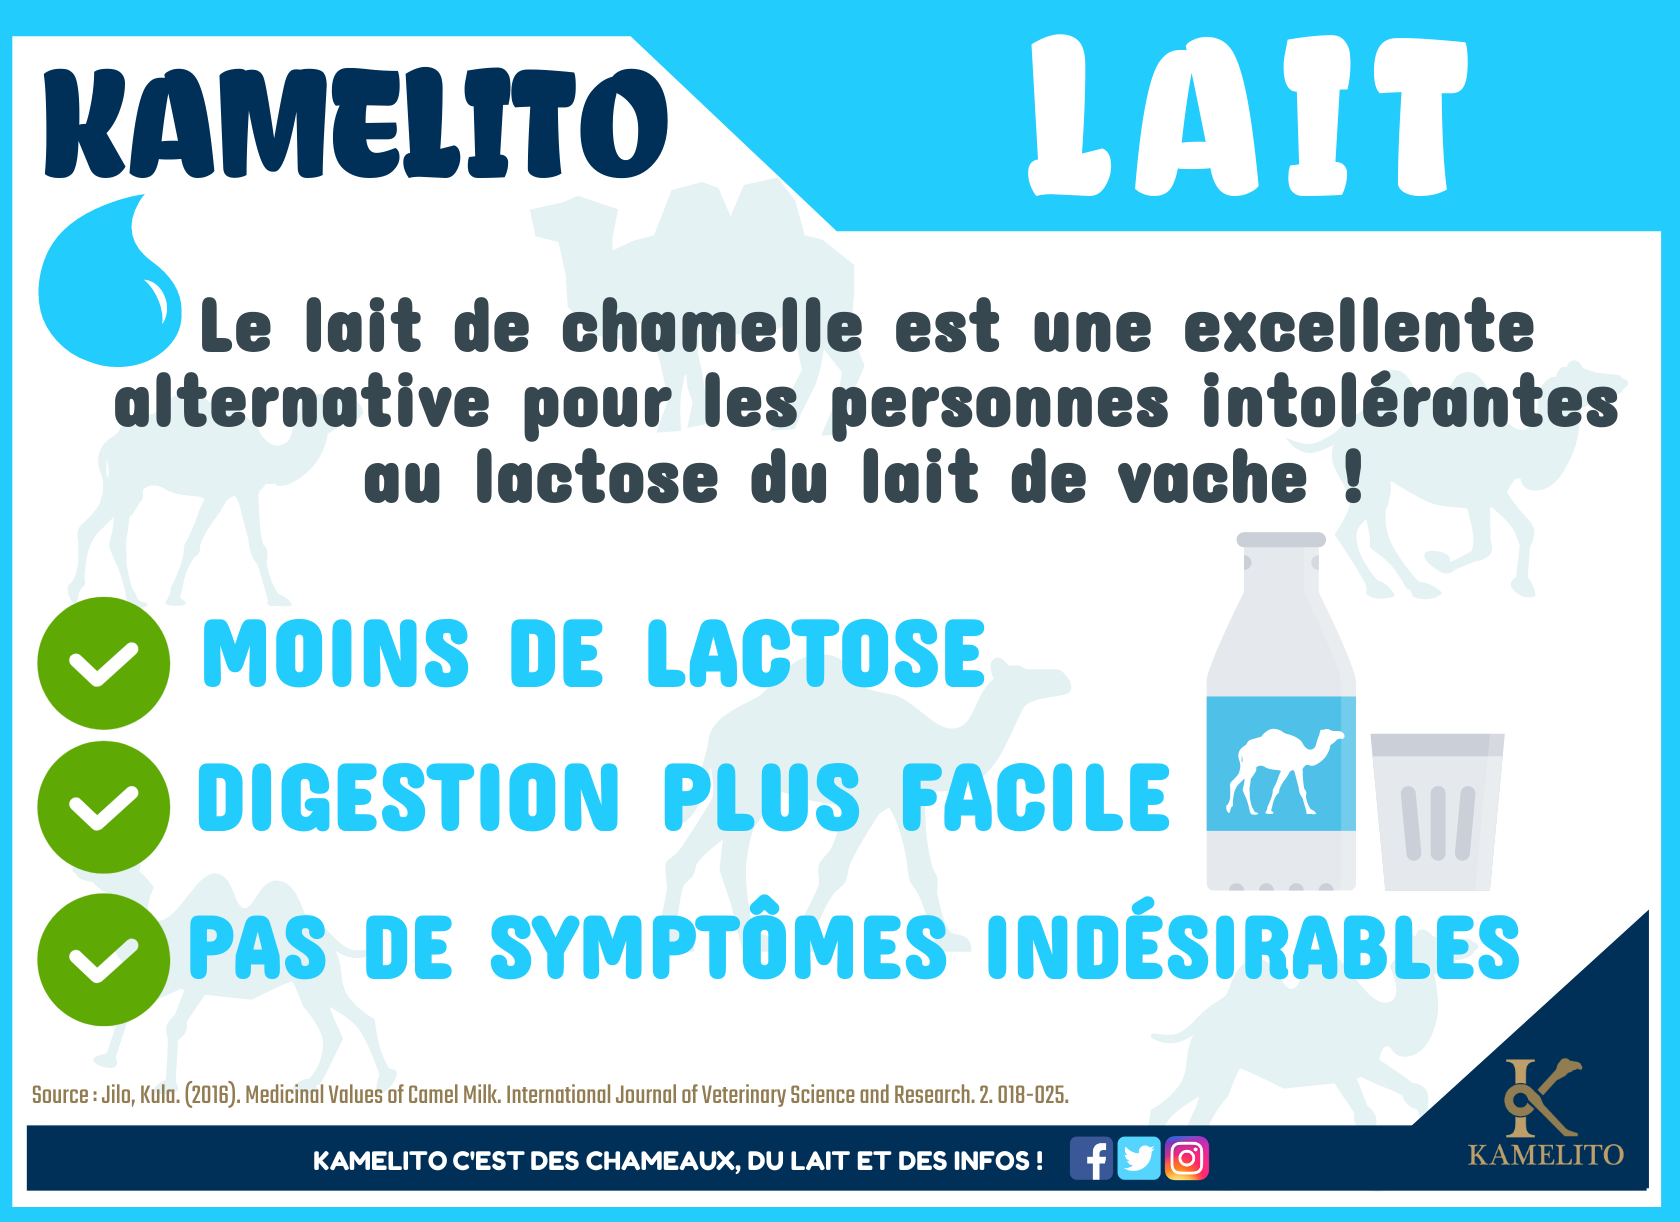 KAMELITO
LAIT
Le lait de chamelle est une excellente
alternative pour les personnes intolérantes
au lactose du lait de vache !
MOINS DE LACTOSE
DIGESTION PLUS FACILE
PAS DE SYMPTÔMES INDÉSIRABLES
Source : Jilo, Kula. (2016). Medicinal Values of Camel Milk. International Journal of Veterinary Science and Research. 2. 018-025.
KAMELITO C'EST DES CHAMEAUX, DU LAIT ET DES INFOS !
KAMELITO